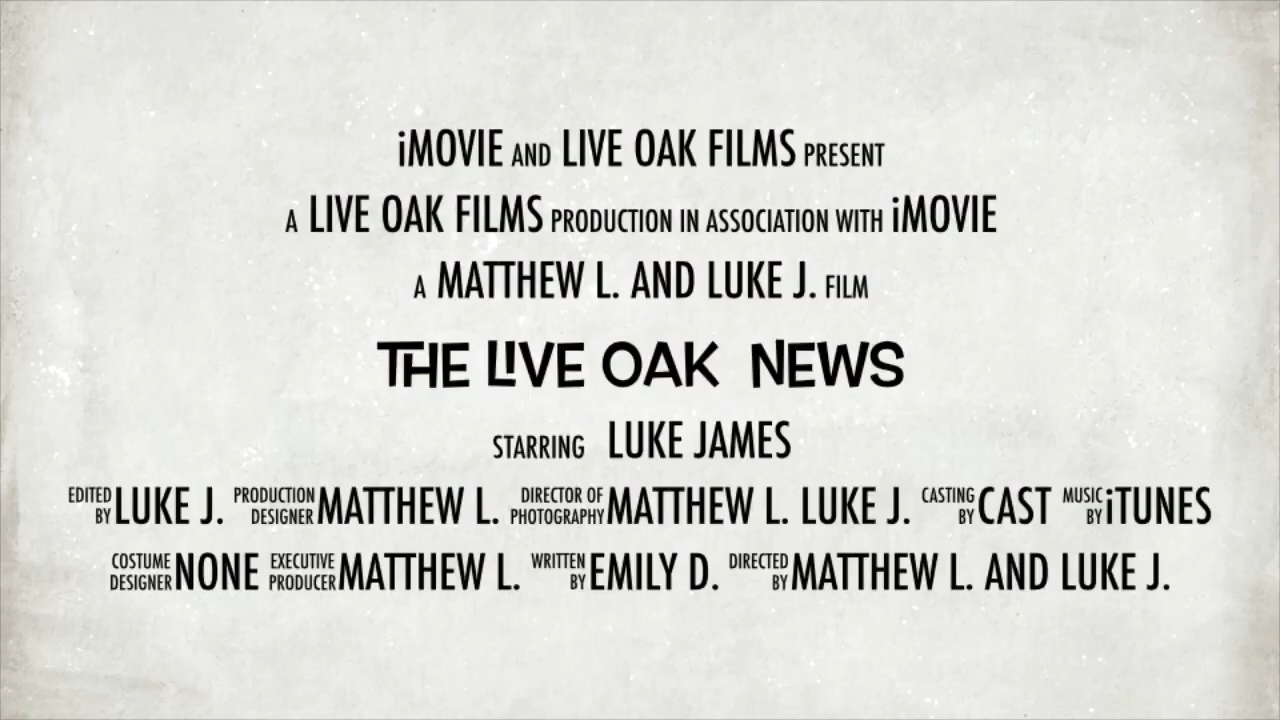 iMOVIE AND LIVE OAK FILMS PRESENT
A LIVE OAK FILMS PRODUCTION IN ASSOCIATION WITH iMOVIE
A MATTHEW L. AND LUKE J. FILM
THE LIVE OAK NEWS
STARRING LUKE JAMES
EDITED BY LUKE J. PRODUCTION DESIGNER MATTHEW L. DIRECTOR OF PHOTOGRAPHY MATTHEW L. LUKE J. CASTING BY CAST MUSIC BY iTUNES
COSTUME DESIGNER NONE EXECUTIVE PRODUCER MATTHEW L. WRITTEN BY EMILY D. DIRECTED BY MATTHEW L. AND LUKE J.